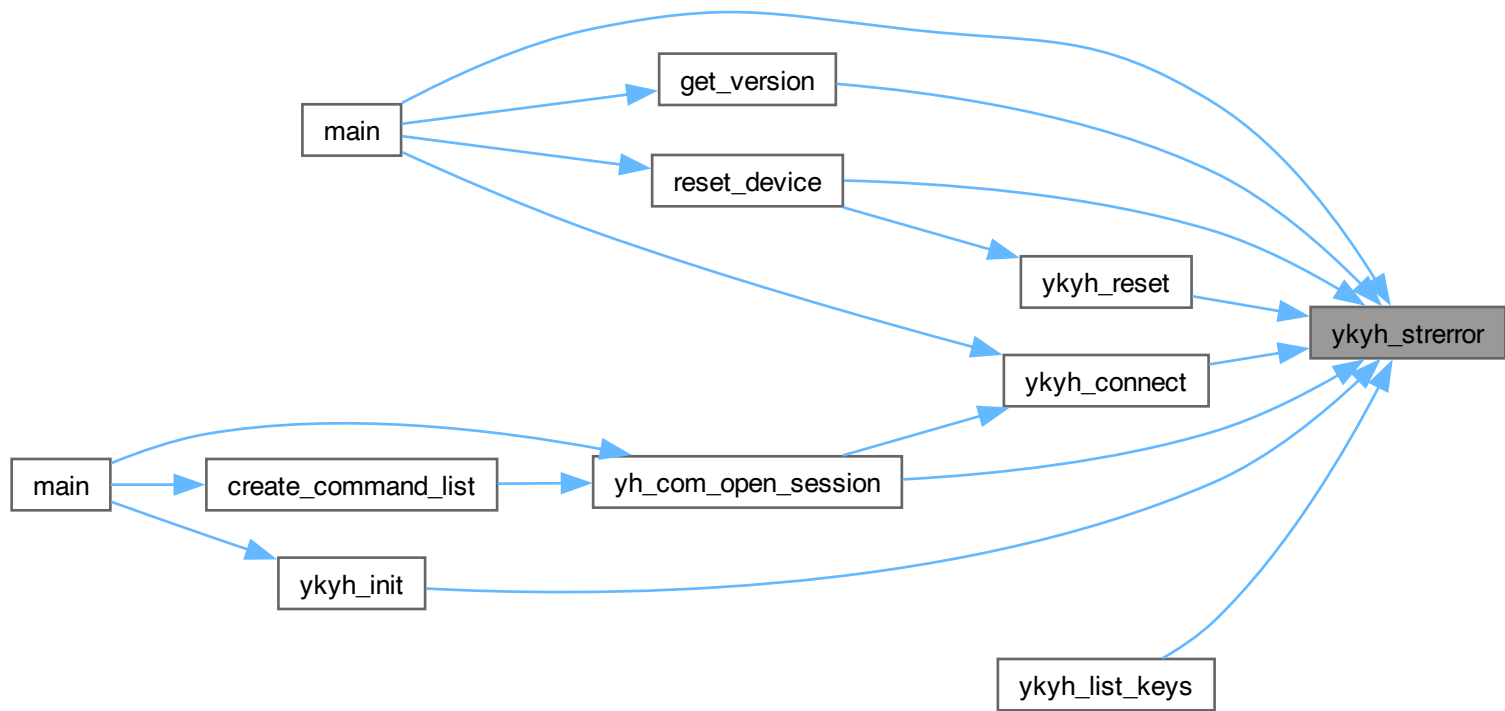 get_version
main
reset_device
ykyh_reset
ykyh_strerror
ykyh_connect
main
create_command_list
yh_com_open_session
ykyh_init
ykyh_list_keys